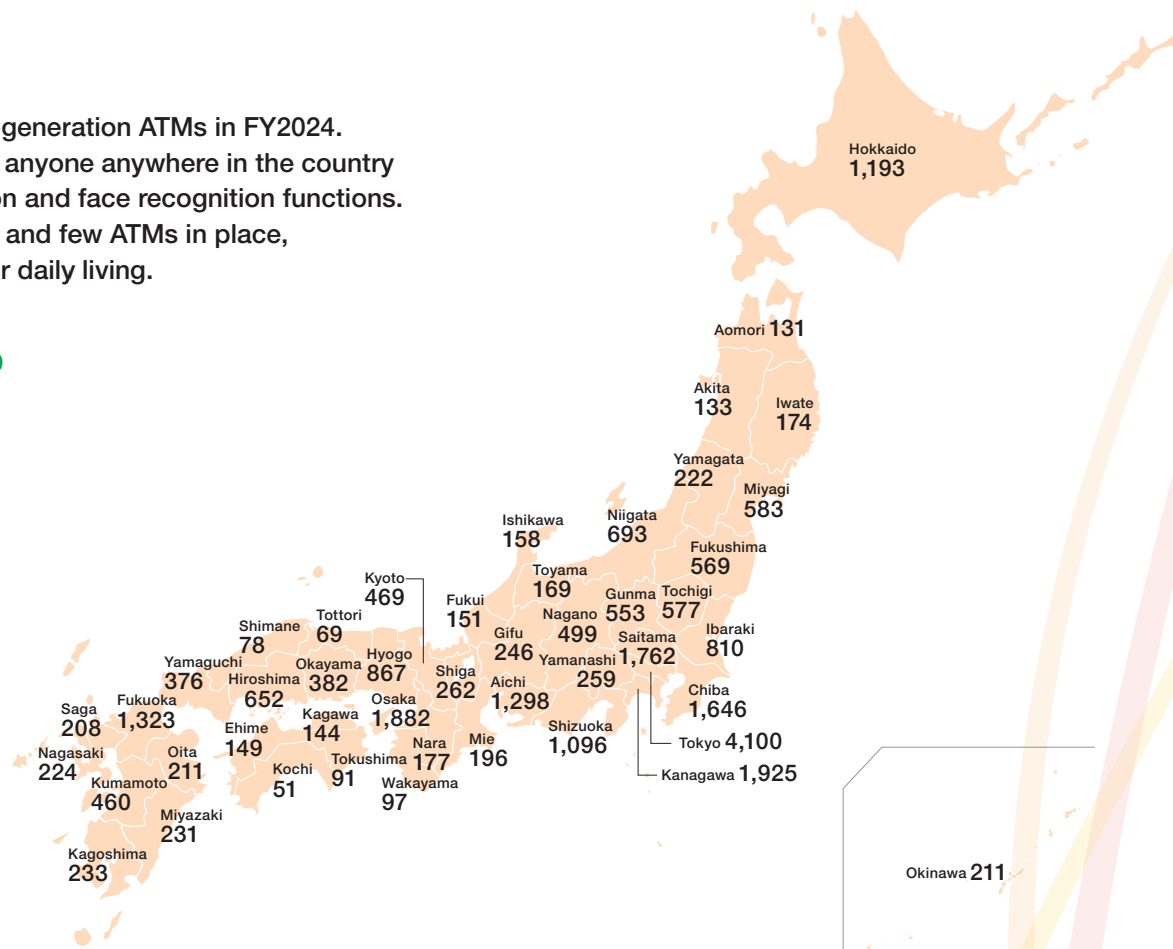 generation ATMs in FY2024.
anyone anywhere in the country
on and face recognition functions.
and few ATMs in place,
r daily living.
Hokkaido
1,193
Aomori 131
Akita
133
Iwate
174
Yamagata
222
Miyagi
583
Ishikawa
158
Niigata
693
Fukushima
569
Toyama
169
Kyoto
469
Gunma
553
Tochigi
577
Fukui
151
Nagano
499
Tottori
69
Shimane
78
Gifu
246
Saitama
1,762
Ibaraki
810
Yamaguchi
376
Okayama
382
Hyogo
867
Yamanashi
259
Hiroshima
652
Shiga
262
Aichi
1,298
Chiba
1,646
Saga
208
Fukuoka
1,323
Osaka
1,882
Kagawa
144
Shizuoka
1,096
Ehime
149
Tokyo 4,100
Nagasaki
224
Oita
211
Nara
177
Mie
196
Tokushima
91
Kochi
51
Kanagawa 1,925
Kumamoto
460
Wakayama
97
Miyazaki
231
Kagoshima
233
Okinawa 211